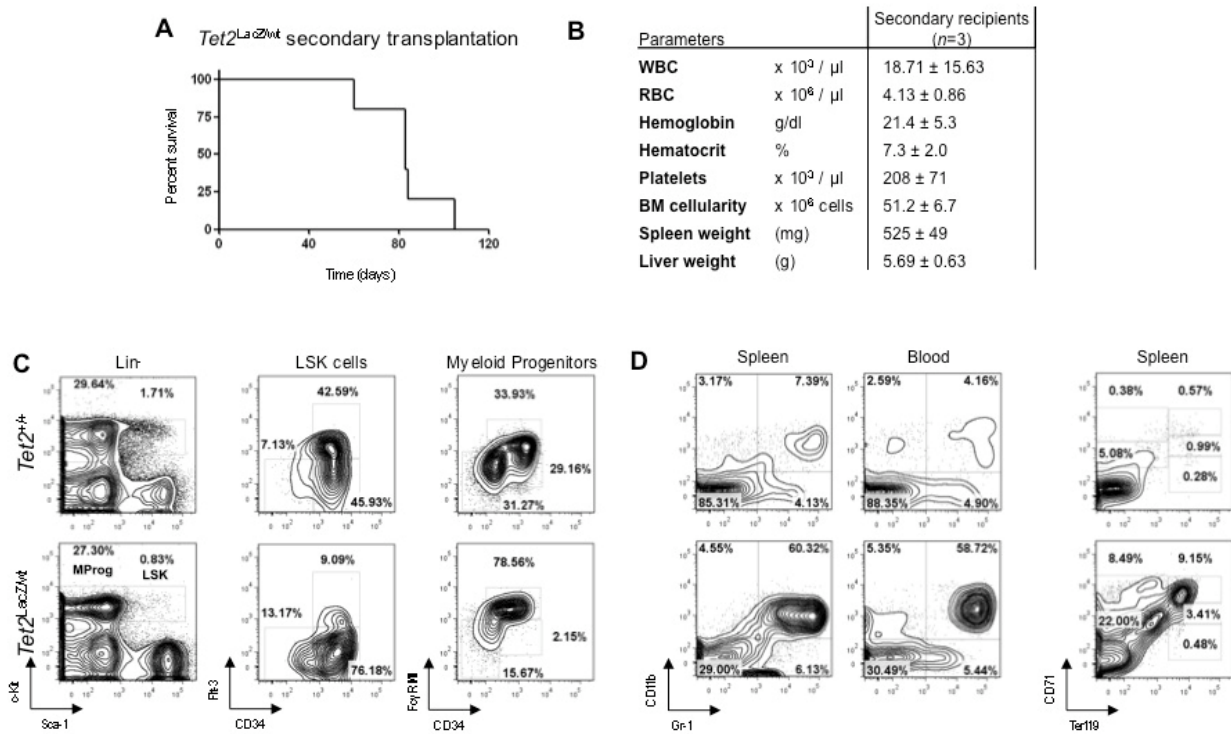 A
Tet2LacZ/wt secondary transplantation
Percent survival
100
75
50
25
0
0 40 80 120
Time (days)
B
Secondary recipients
Parameters (n=3)
WBC x 10³ / µl 18.71 ± 15.63
RBC x 10⁶ / µl 4.13 ± 0.86
Hemoglobin g/dl 21.4 ± 5.3
Hematocrit % 7.3 ± 2.0
Platelets x 10³ / µl 208 ± 71
BM cellularity x 10⁶ cells 51.2 ± 6.7
Spleen weight (mg) 525 ± 49
Liver weight (g) 5.69 ± 0.63
C
Lin- LSK cells Myeloid Progenitors
Tet2+/+
29.64% 1.71%
42.59%
7.13%
45.93%
33.93%
29.16%
31.27%
Tet2LacZ/wt
27.30% 0.83%
MProg LSK
9.09%
13.17%
76.18%
78.56%
2.15%
15.67%
c-Kit
Sca-1
Flt-3
CD34
FcγRII/III
CD34
D
Spleen Blood Spleen
3.17% 7.39%
85.31% 4.13%
2.59% 4.16%
88.35% 4.90%
0.38% 0.57%
5.08% 0.99%
0.28%
4.55% 60.32%
29.00% 6.13%
5.35% 58.72%
30.49% 5.44%
8.49% 9.15%
22.00% 3.41%
0.48%
CD11b
Gr-1
CD71
Ter119